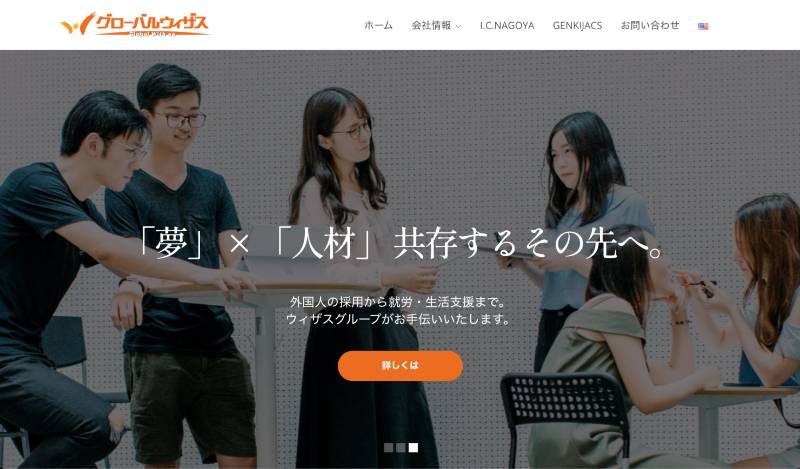 グローバルウィザス
Global With us
ホーム
会社情報
I.C.NAGOYA
GENKIJACS
お問い合わせ
「夢」×「人材」共存するその先へ。
外国人の採用から就労・生活支援まで。
ウィザスグループがお手伝いいたします。
詳しくは